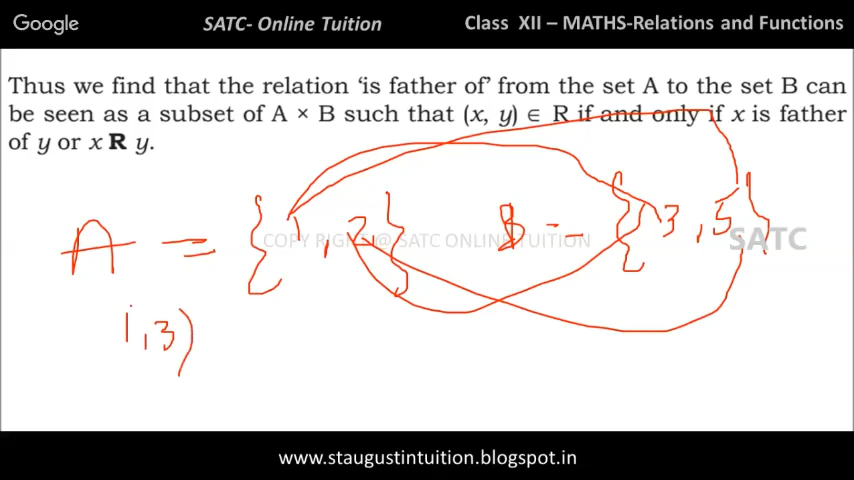 Google
SATC- Online Tuition
Class XII – MATHS-Relations and Functions
Thus we find that the relation ‘is father of’ from the set A to the set B can
be seen as a subset of A × B such that (x, y) ∈ R if and only if x is father
of y or x R y.
A = {1, 2} B = {3, 5}
COPY RIGHT@ SATC ONLINE TUITION
SATC
1, 3)
www.staugustintuition.blogspot.in